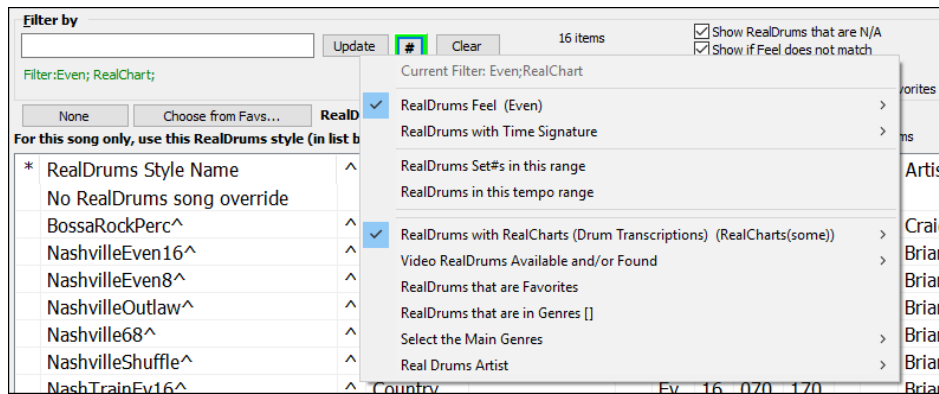 Filter by
Update # Clear 16 items
Show RealDrums that are N/A
Show if Feel does not match
Filter:Even; RealChart;
Current Filter: Even;RealChart
RealDrums Feel (Even)
RealDrums with Time Signature
RealDrums Set#s in this range
RealDrums in this tempo range
RealDrums with RealCharts (Drum Transcriptions) (RealCharts(some))
Video RealDrums Available and/or Found
RealDrums that are Favorites
RealDrums that are in Genres []
Select the Main Genres
Real Drums Artist
None Choose from Favs...
For this song only, use this RealDrums style (in list
* RealDrums Style Name ^
No RealDrums song override
BossaRockPerc^ ^
NashvilleEven16^ ^
NashvilleEven8^ ^
NashvilleOutlaw^ ^
Nashville68^ ^
NashvilleShuffle^ ^
NashTrainEv16^ ^ Country Ev 16 070 170